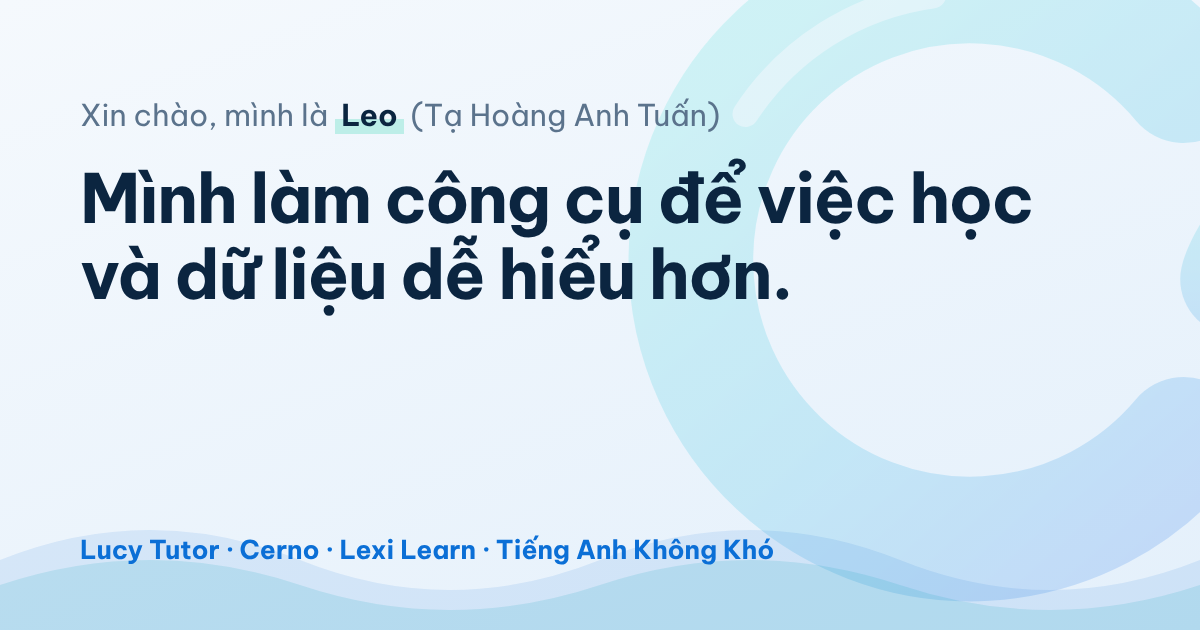 Xin chào, mình là Leo (Tạ Hoàng Anh Tuấn)
Mình làm công cụ để việc học
và dữ liệu dễ hiểu hơn.
Lucy Tutor · Cerno · Lexi Learn · Tiếng Anh Không Khó